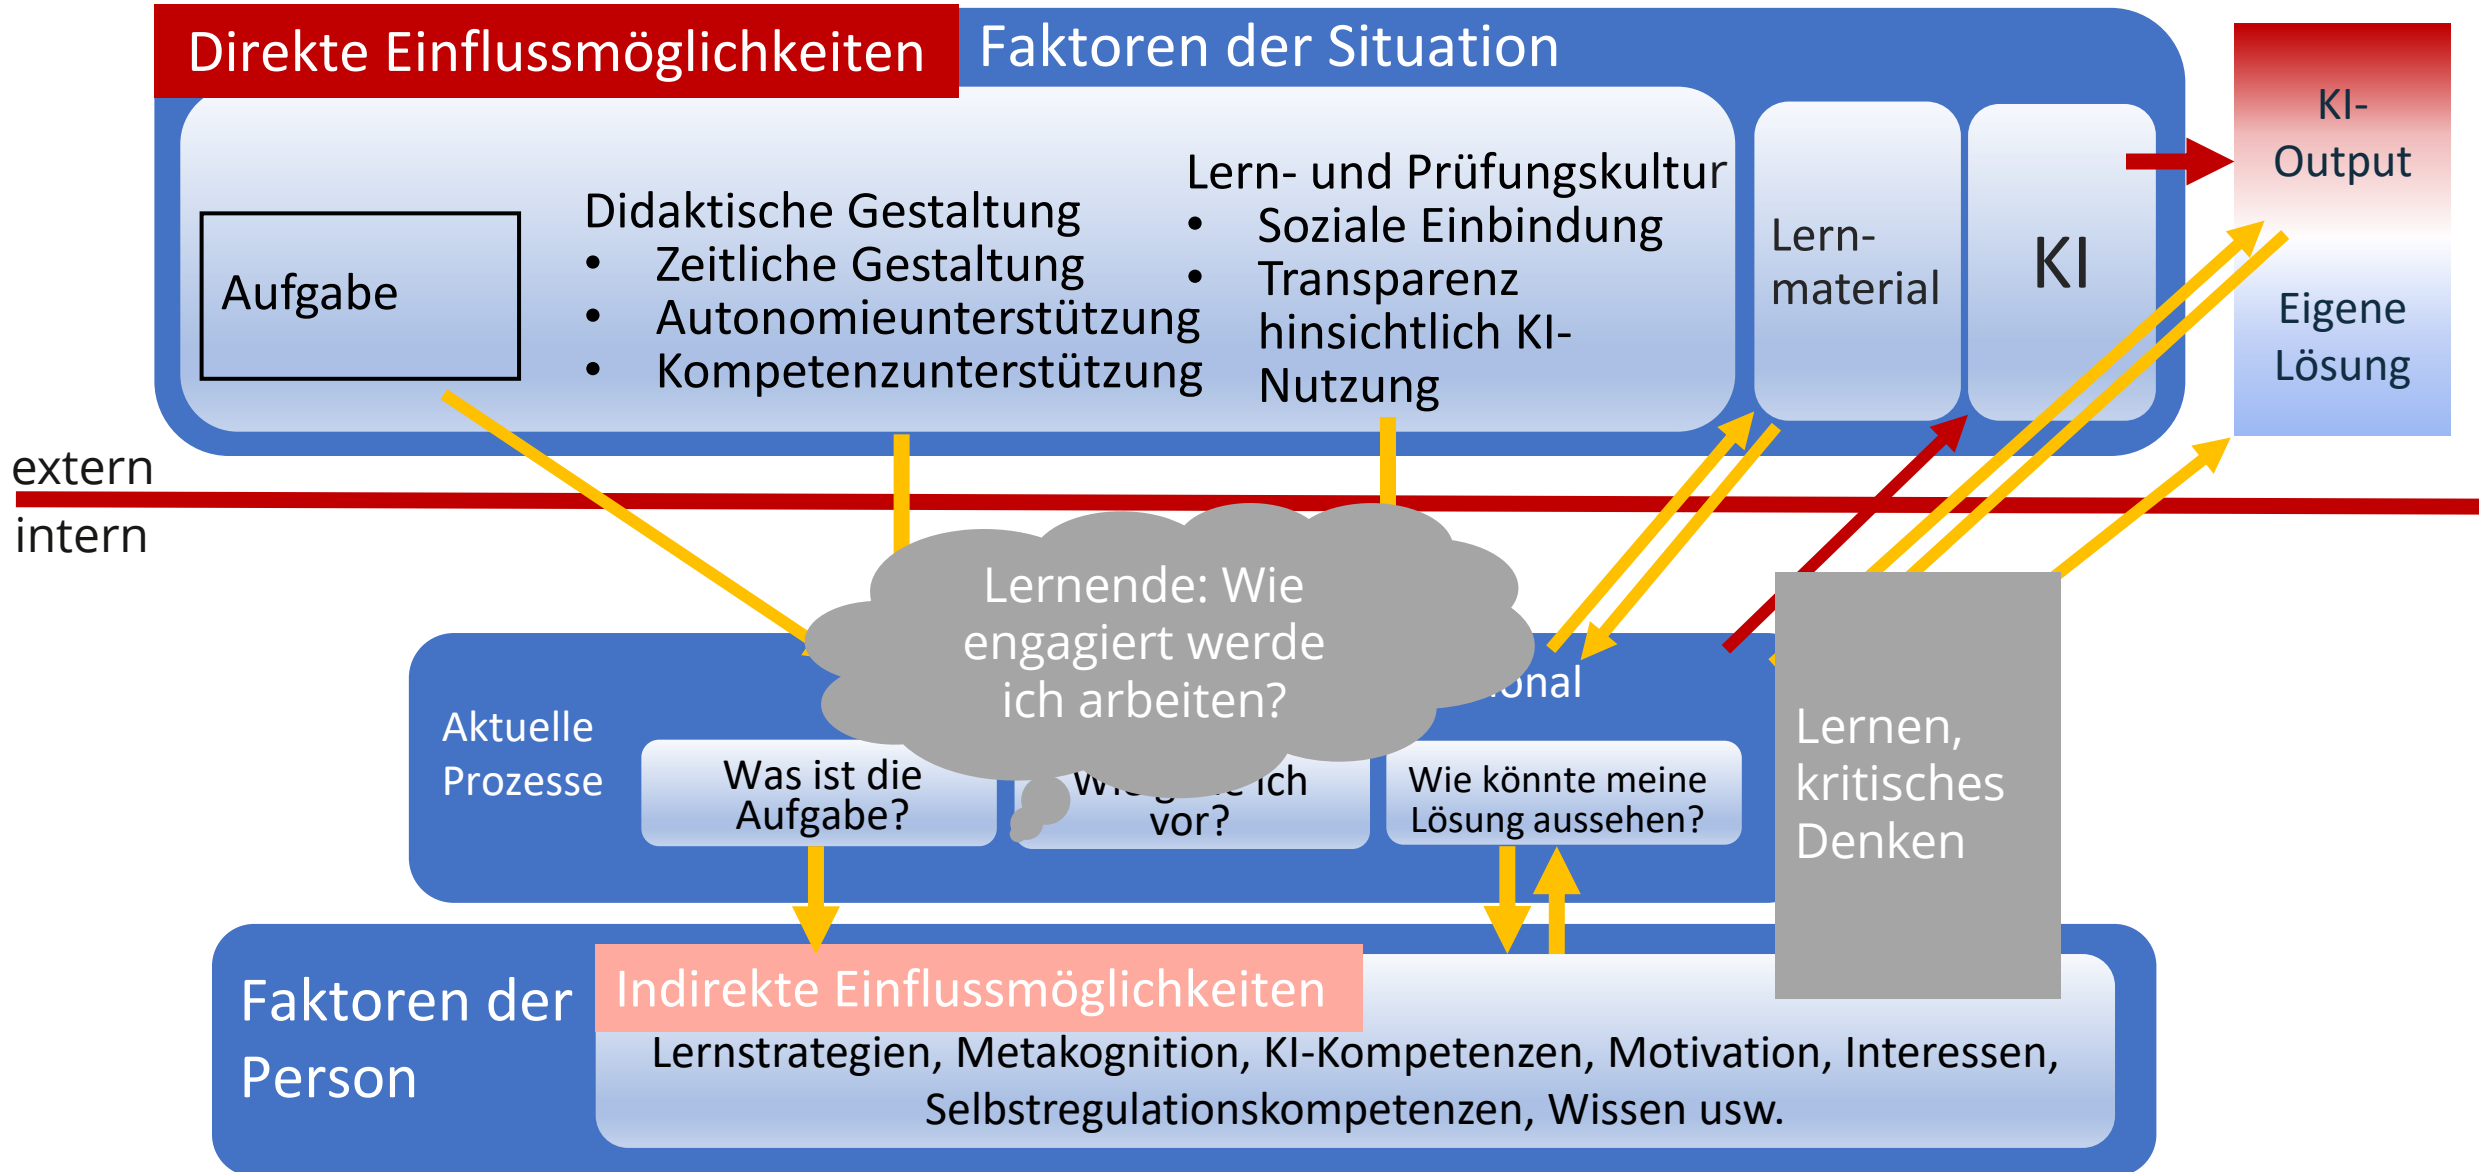 Direkte Einflussmöglichkeiten
Faktoren der Situation
Aufgabe
Didaktische Gestaltung
• Zeitliche Gestaltung
• Autonomieunterstützung
• Kompetenzunterstützung
Lern- und Prüfungskultur
• Soziale Einbindung
• Transparenz
hinsichtlich KI-
Nutzung
Lern-
material
KI
KI-
Output
Eigene
Lösung
extern
intern
Lernende: Wie
engagiert werde
ich arbeiten?
Aktuelle
Prozesse
Was ist die
Aufgabe?
ich
vor?
Wie könnte meine
Lösung aussehen?
Lernen,
kritisches
Denken
Faktoren der
Person
Indirekte Einflussmöglichkeiten
Lernstrategien, Metakognition, KI-Kompetenzen, Motivation, Interessen,
Selbstregulationskompetenzen, Wissen usw.